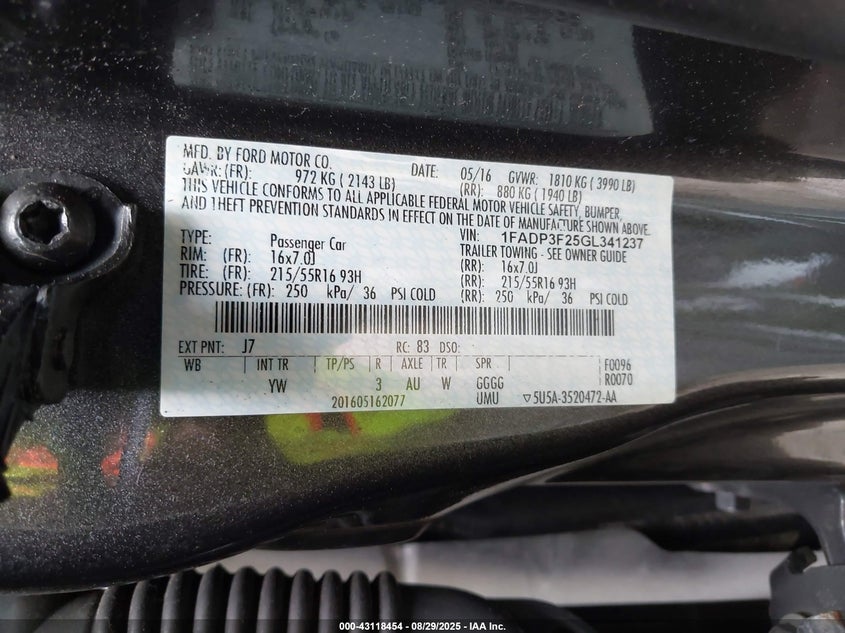 MFD. BY FORD MOTOR CO.
DATE: 05/16 GVWR: 1810 KG ( 3990 LB)
GAWR: (FR): 972 KG ( 2143 LB) (RR): 880 KG ( 1940 LB)
THIS VEHICLE CONFORMS TO ALL APPLICABLE FEDERAL MOTOR VEHICLE SAFETY, BUMPER,
AND THEFT PREVENTION STANDARDS IN EFFECT ON THE DATE OF MANUFACTURE SHOWN ABOVE.
VIN: 1FADP3F25GL341237
TYPE: Passenger Car TRAILER TOWING - SEE OWNER GUIDE
RIM: (FR): 16x7.0J (RR): 16x7.0J
TIRE: (FR): 215/55R16 93H (RR): 215/55R16 93H
PRESSURE: (FR): 250 kPa/ 36 PSI COLD (RR): 250 kPa/ 36 PSI COLD
EXT PNT: J7 RC: 83 DSO:
WB INT TR TP/PS R AXLE TR SPR F0096
YW 3 AU W GGGG R0070
201605162077 UMU ▽5U5A-3520472-AA
000-43118454 - 08/29/2025 - IAA Inc.